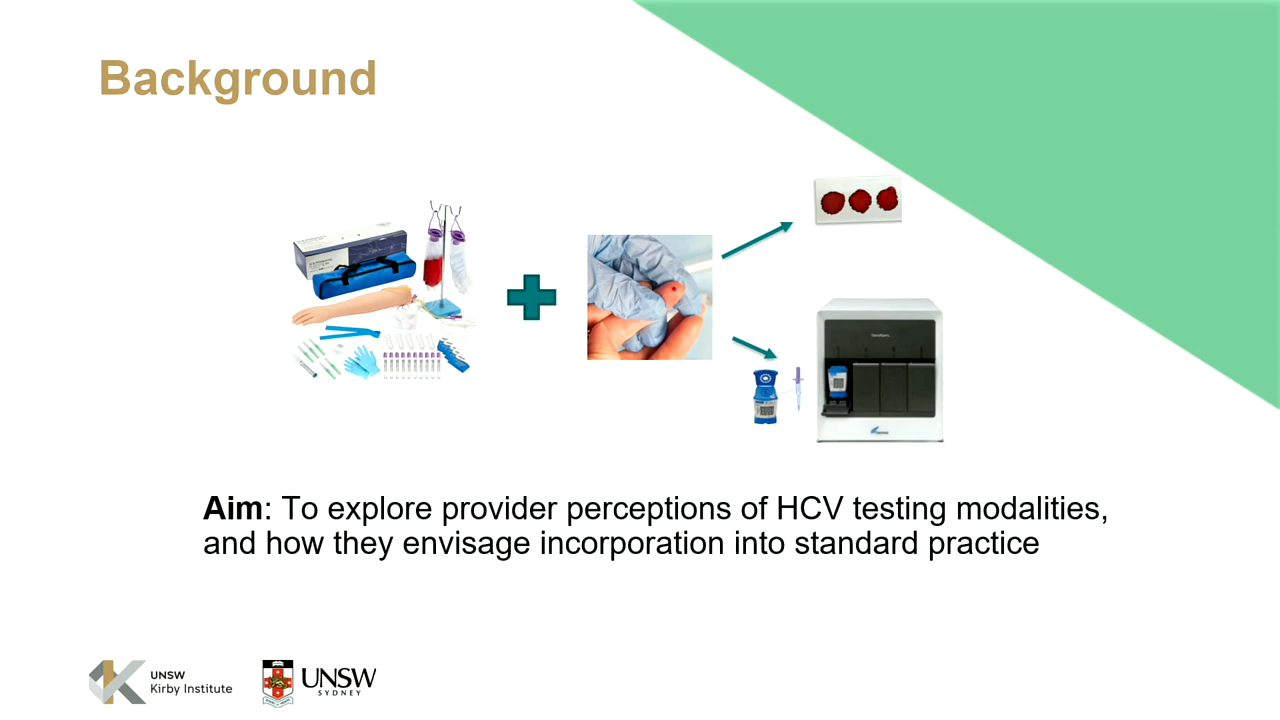 Background
Aim: To explore provider perceptions of HCV testing modalities,
and how they envisage incorporation into standard practice
UNSW
Kirby Institute
UNSW
SYDNEY